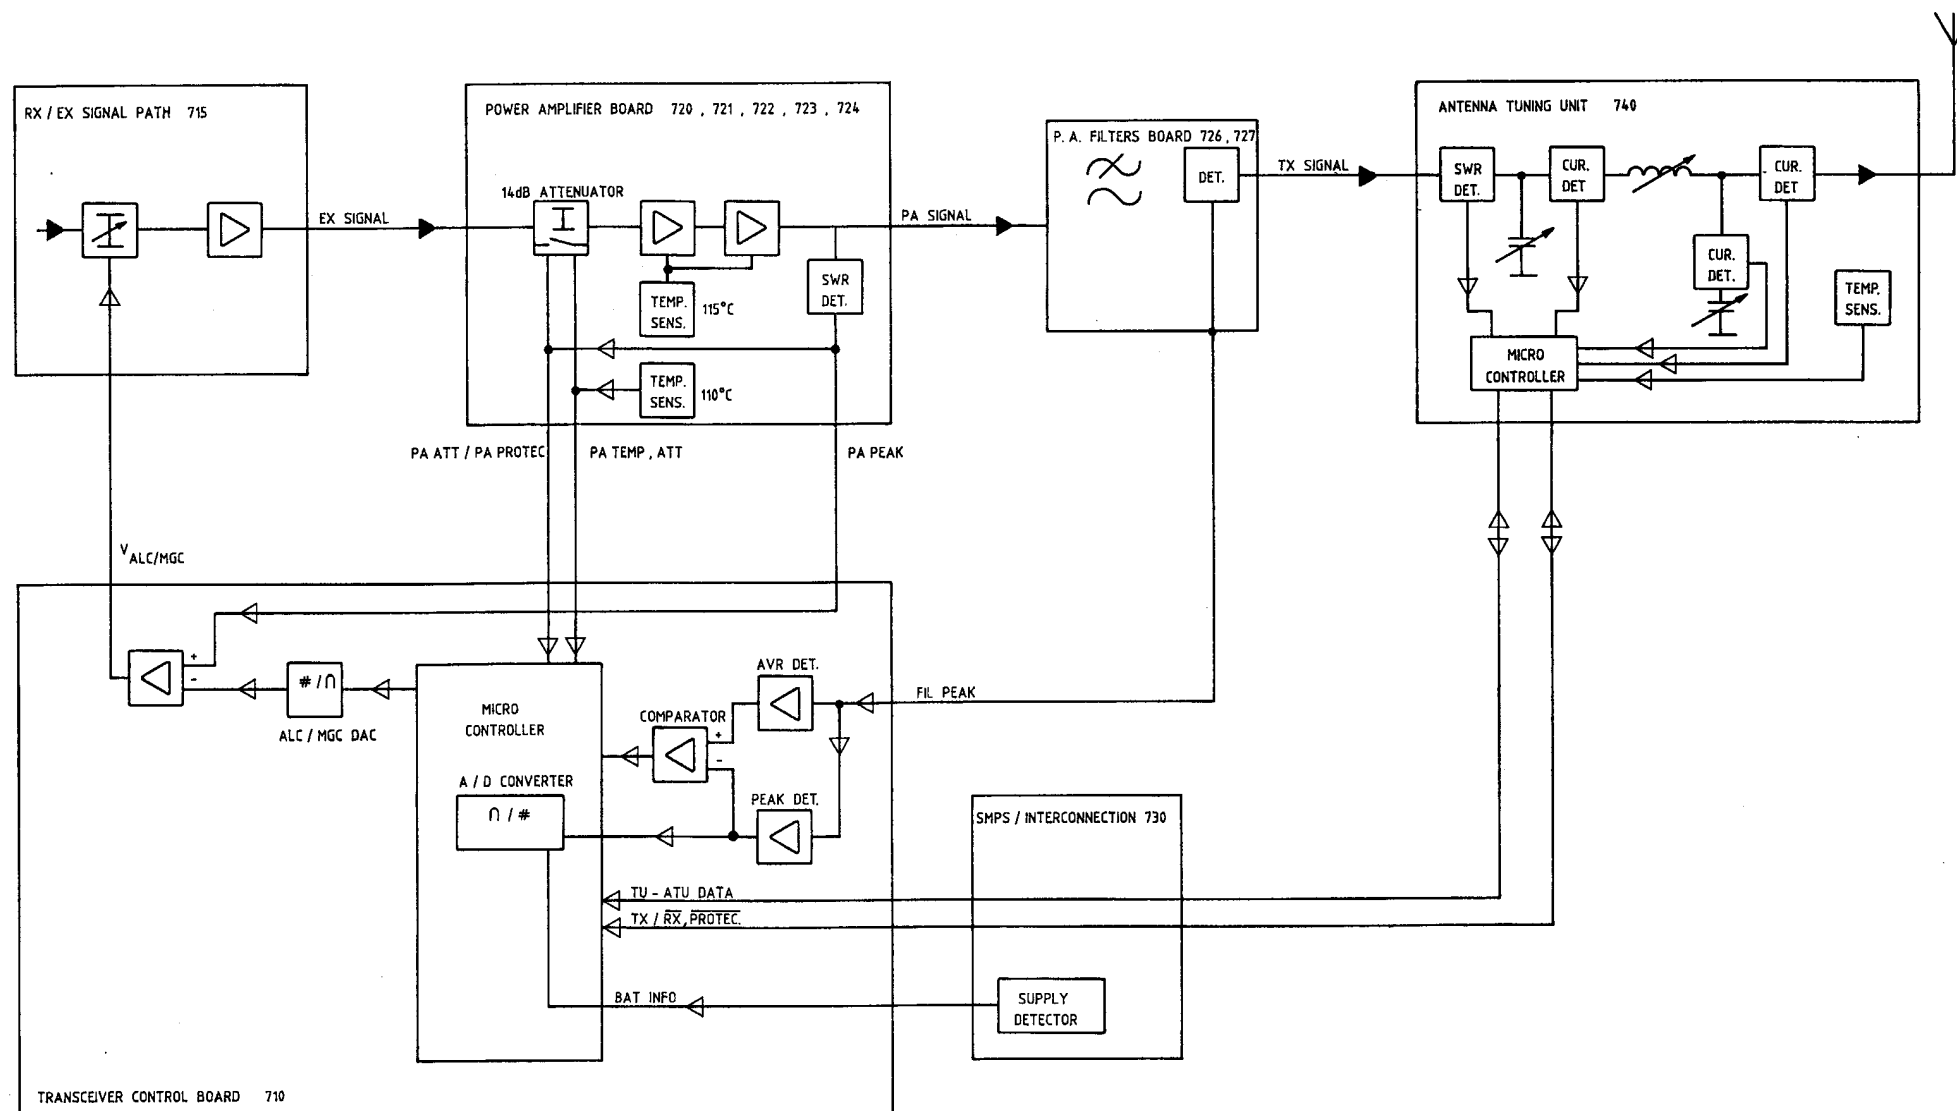 RX / EX SIGNAL PATH 715
EX SIGNAL
POWER AMPLIFIER BOARD 720 , 721 , 722 , 723 , 724
14dB ATTENUATOR
TEMP.
SENS.
115°C
SWR
DET.
TEMP.
SENS.
110°C
PA SIGNAL
P. A. FILTERS BOARD 726 , 727
DET.
TX SIGNAL
ANTENNA TUNING UNIT 740
SWR
DET.
CUR.
DET
CUR.
DET
CUR.
DET.
TEMP.
SENS.
MICRO
CONTROLLER
PA ATT / PA PROTEC
PA TEMP , ATT
PA PEAK
V ALC/MGC
+
-
# / ∩
ALC / MGC DAC
MICRO
CONTROLLER
A / D CONVERTER
∩ / #
COMPARATOR
+
-
AVR DET.
PEAK DET.
FIL PEAK
TU - ATU DATA
TX / RX, PROTEC.
BAT INFO
SMPS / INTERCONNECTION 730
SUPPLY
DETECTOR
TRANSCEIVER CONTROL BOARD 710